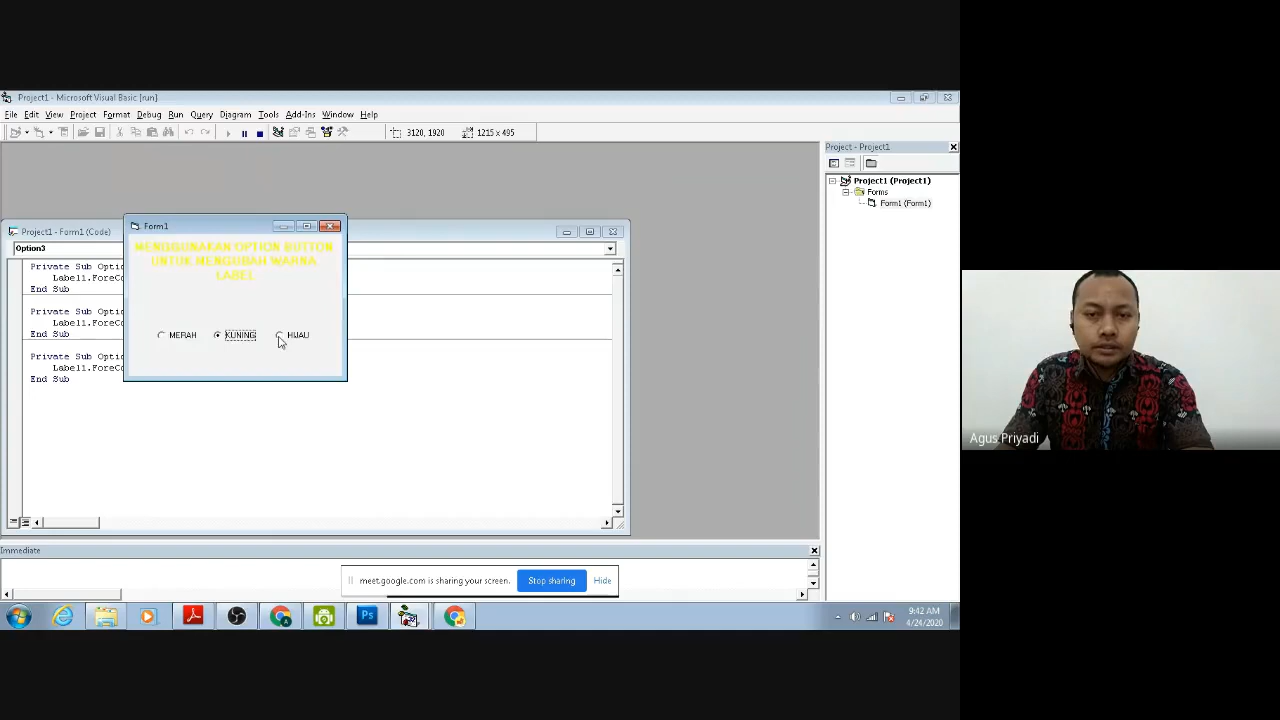 Project1 - Microsoft Visual Basic [run]
File Edit View Project Format Debug Run Query Diagram Tools Add-Ins Window Help
3120, 1920 1215 x 495
Project - Project1
Project1 (Project1)
Forms
Form1 (Form1)
Project1 - Form1 (Code)
Option3
Private Sub Optio
Label1.ForeCo
End Sub
Private Sub Optio
Label1.ForeCo
End Sub
Private Sub Optio
Label1.ForeCo
End Sub
Form1
MENGGUNAKAN OPTION BUTTON
UNTUK MENGUBAH WARNA
LABEL
MERAH KUNING HIJAU
Agus Priyadi
Immediate
meet.google.com is sharing your screen. Stop sharing Hide
Ps
9:42 AM
4/24/2020